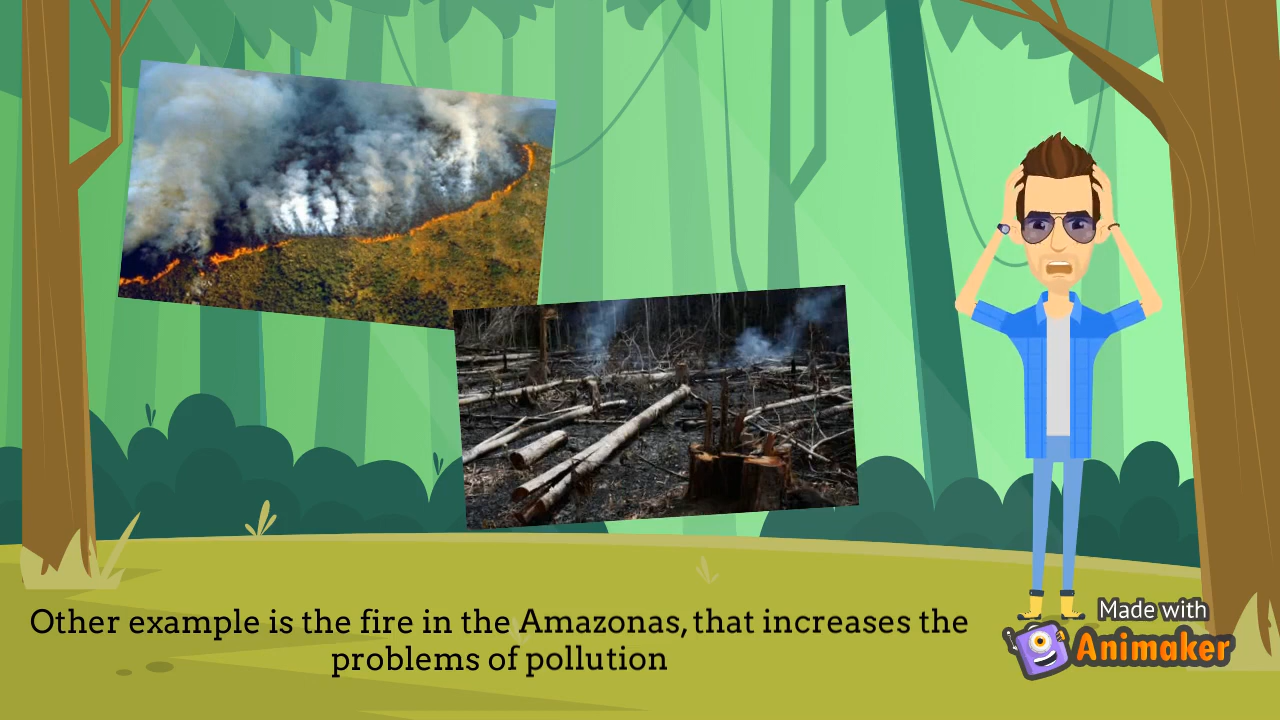 Other example is the fire in the Amazonas, that increases the
problems of pollution
Made with
Animaker